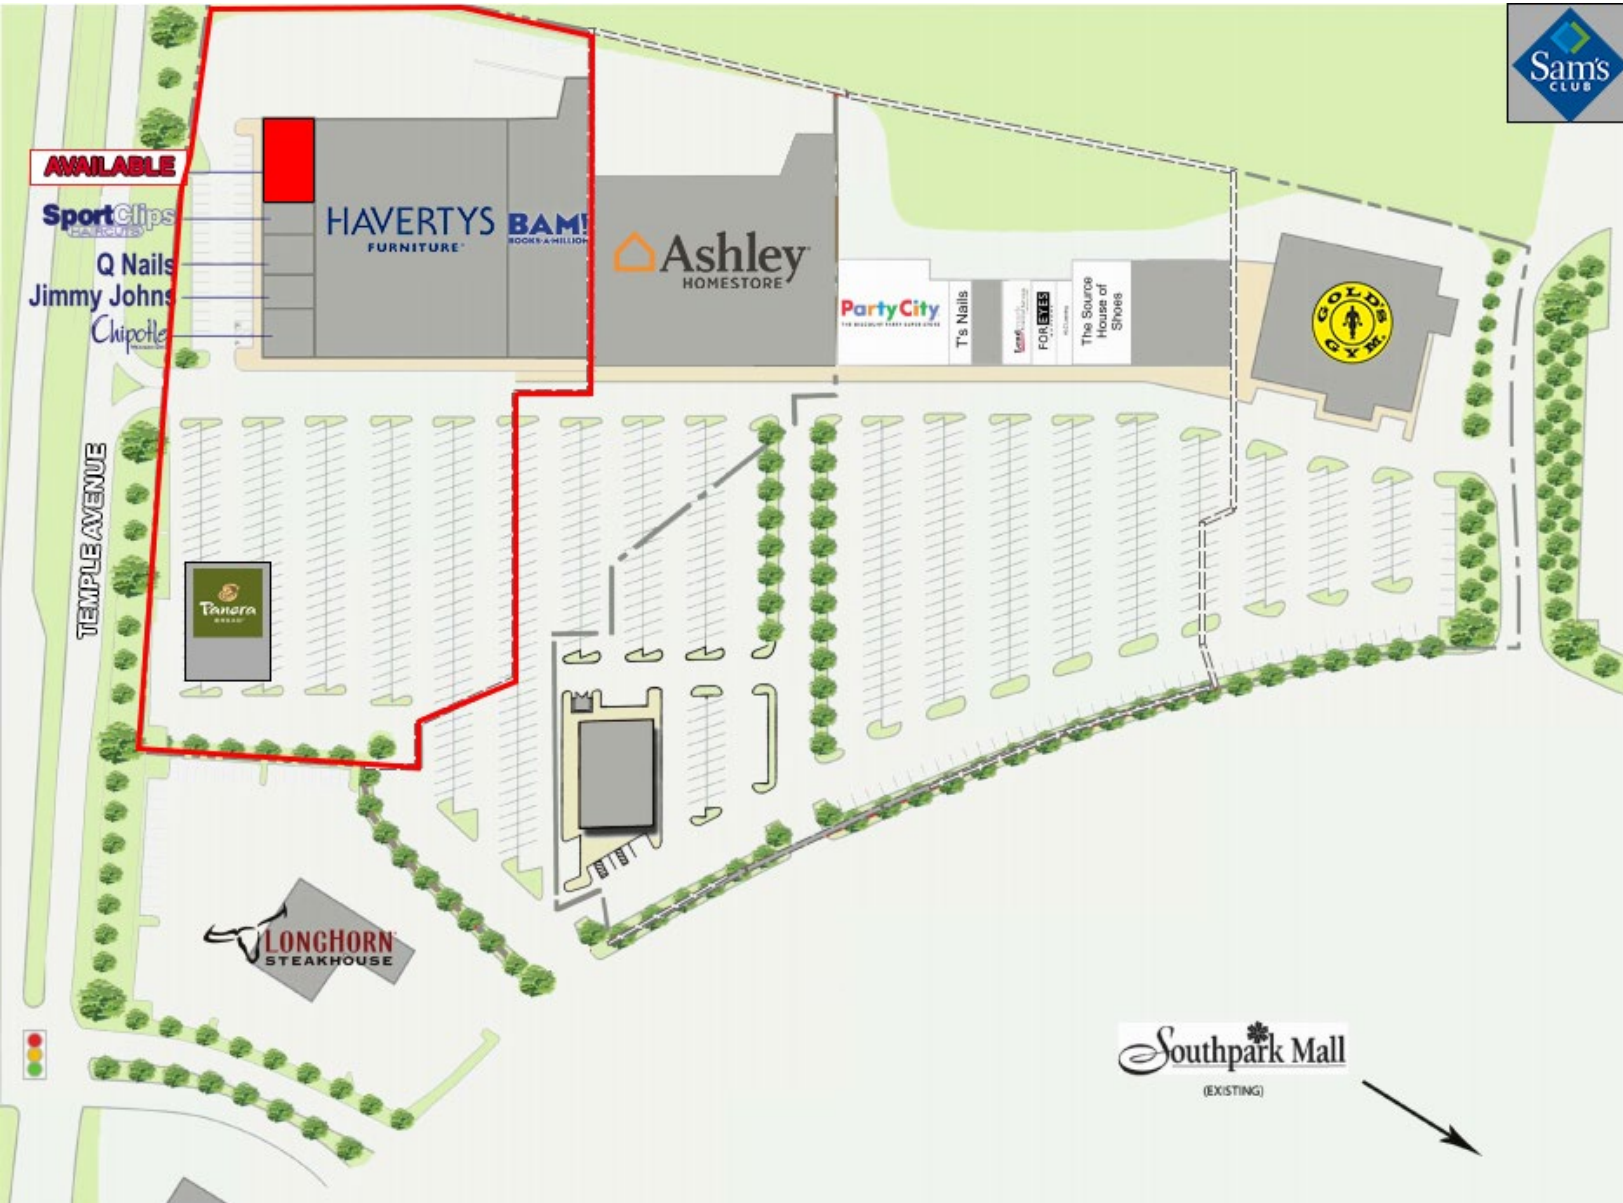 Sam's
CLUB
AVAILABLE
SportClips
HAIRCUTS
Q Nails
Jimmy Johns
Chipotle
HAVERTYS
FURNITURE
BAM!
BOOKS-A-MILLION
Ashley
HOMESTORE
Party City
T's Nails
FOREYES
The Source
House of
Shoes
GOLD'S
GYM
TEMPLE AVENUE
Panera
BREAD
LONGHORN
STEAKHOUSE
Southpark Mall
(EXISTING)